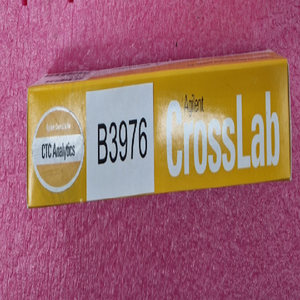 CTC Analytics
B3976
Agilent
CrossLab